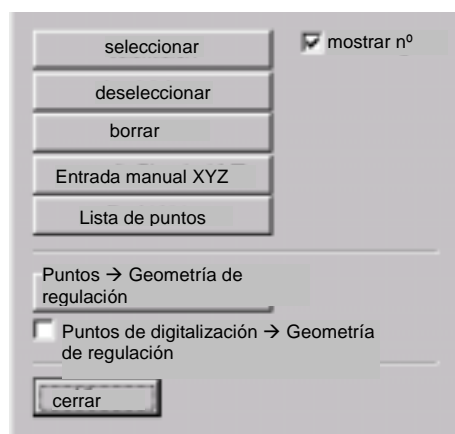 seleccionar
mostrar nº
deseleccionar
borrar
Entrada manual XYZ
Lista de puntos
Puntos → Geometría de
regulación
Puntos de digitalización → Geometría
de regulación
cerrar